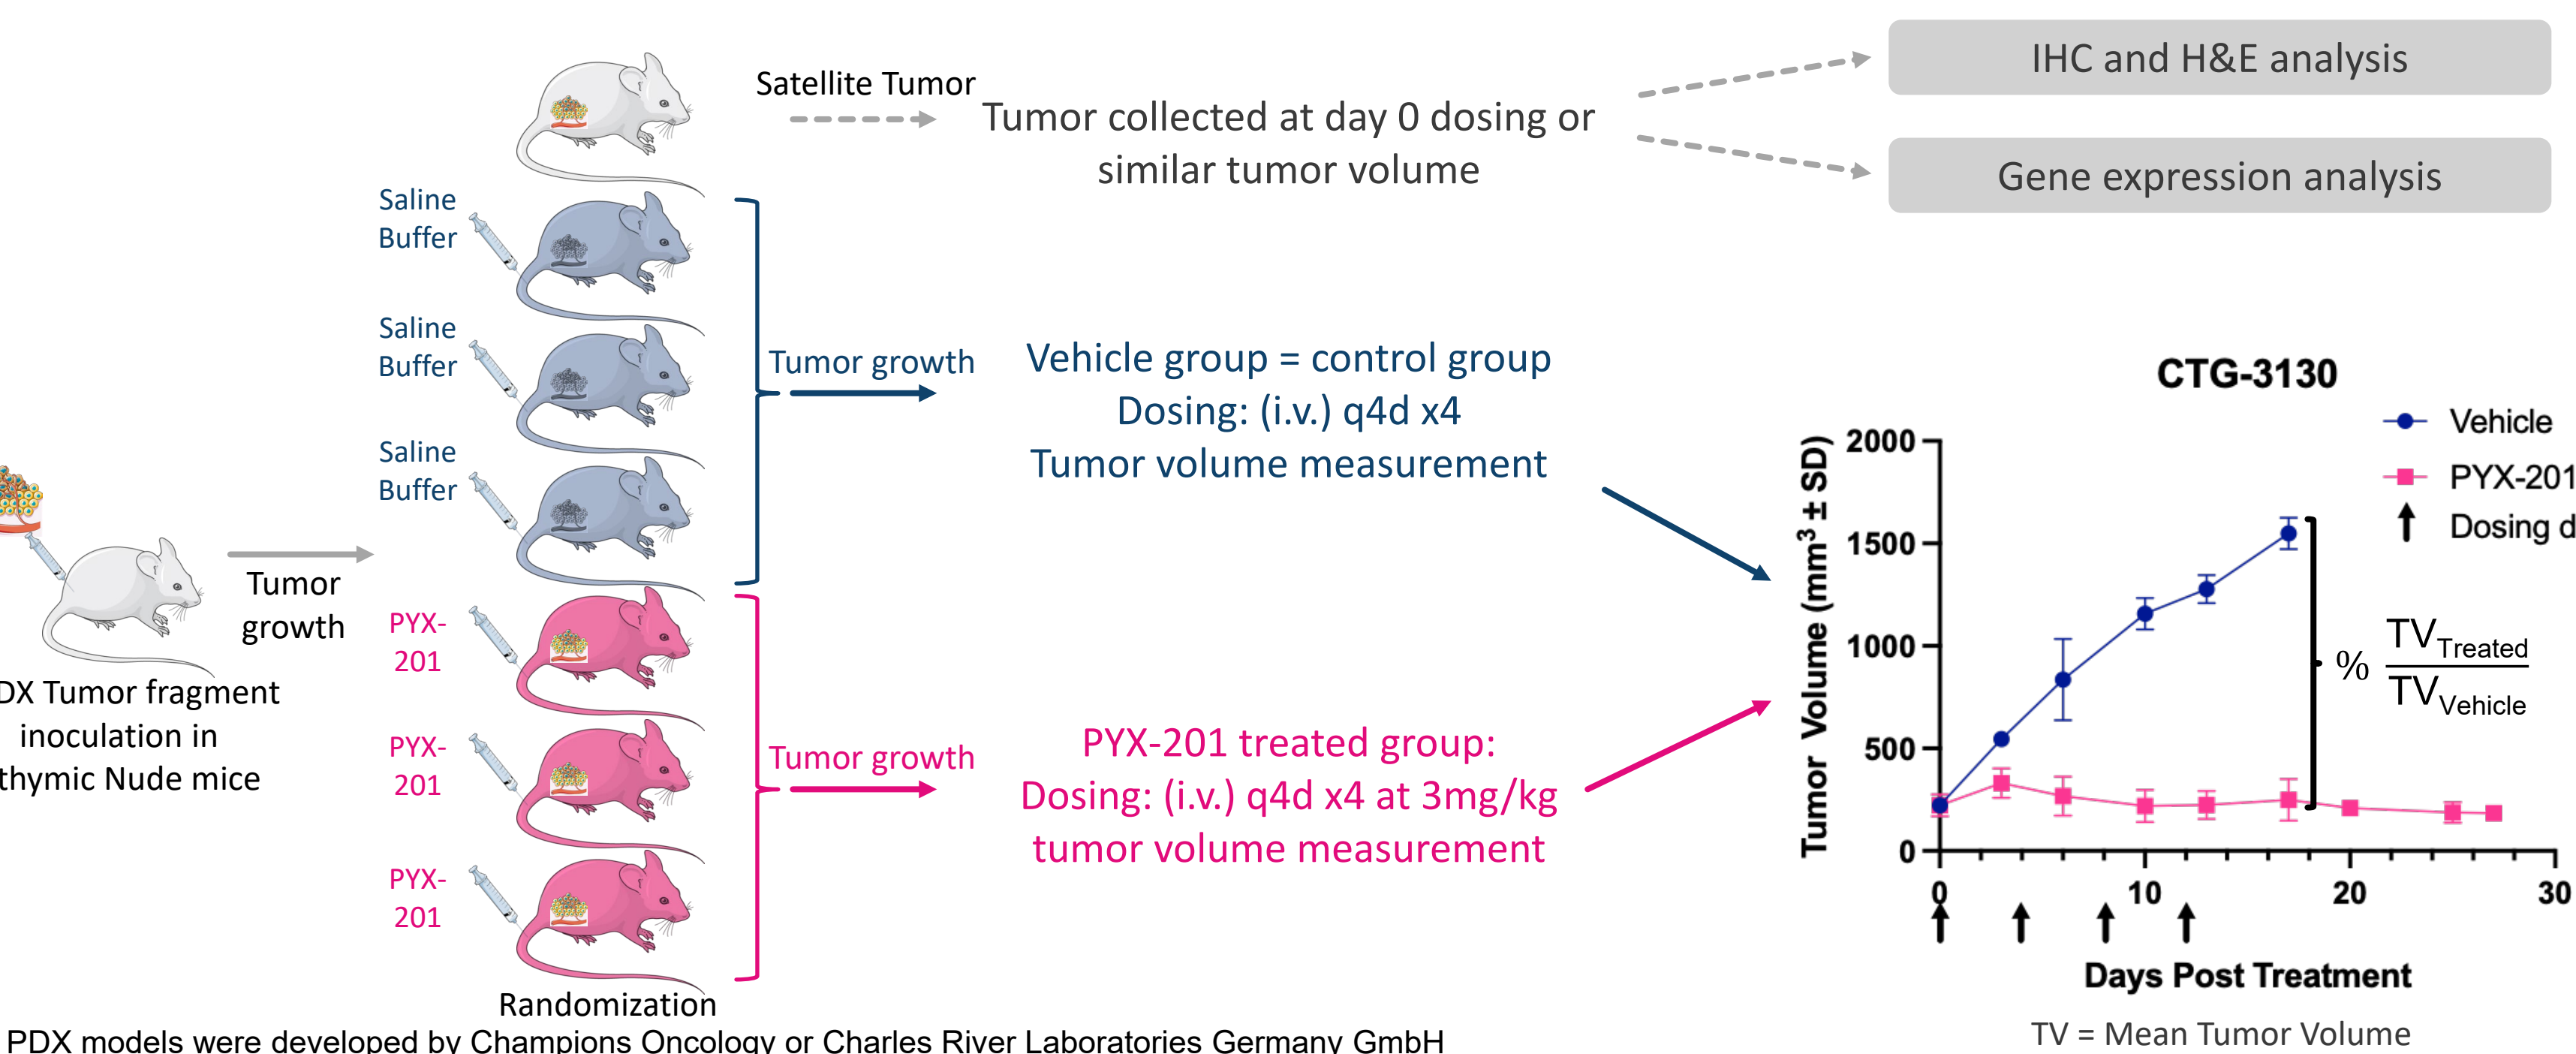 Satellite Tumor
Tumor collected at day 0 dosing or
similar tumor volume
IHC and H&E analysis
Gene expression analysis
Saline
Buffer
Saline
Buffer
Saline
Buffer
Tumor growth
Vehicle group = control group
Dosing: (i.v.) q4d x4
Tumor volume measurement
Tumor
growth
DX Tumor fragment
inoculation in
thymic Nude mice
PYX-
201
PYX-
201
PYX-
201
Tumor growth
PYX-201 treated group:
Dosing: (i.v.) q4d x4 at 3mg/kg
tumor volume measurement
Randomization
CTG-3130
Vehicle
PYX-201
Dosing d
Tumor Volume (mm³ ± SD)
2000
1500
1000
500
0
0 10 20 30
Days Post Treatment
% TVTreated
TVVehicle
TV = Mean Tumor Volume
PDX models were developed by Champions Oncology or Charles River Laboratories Germany GmbH